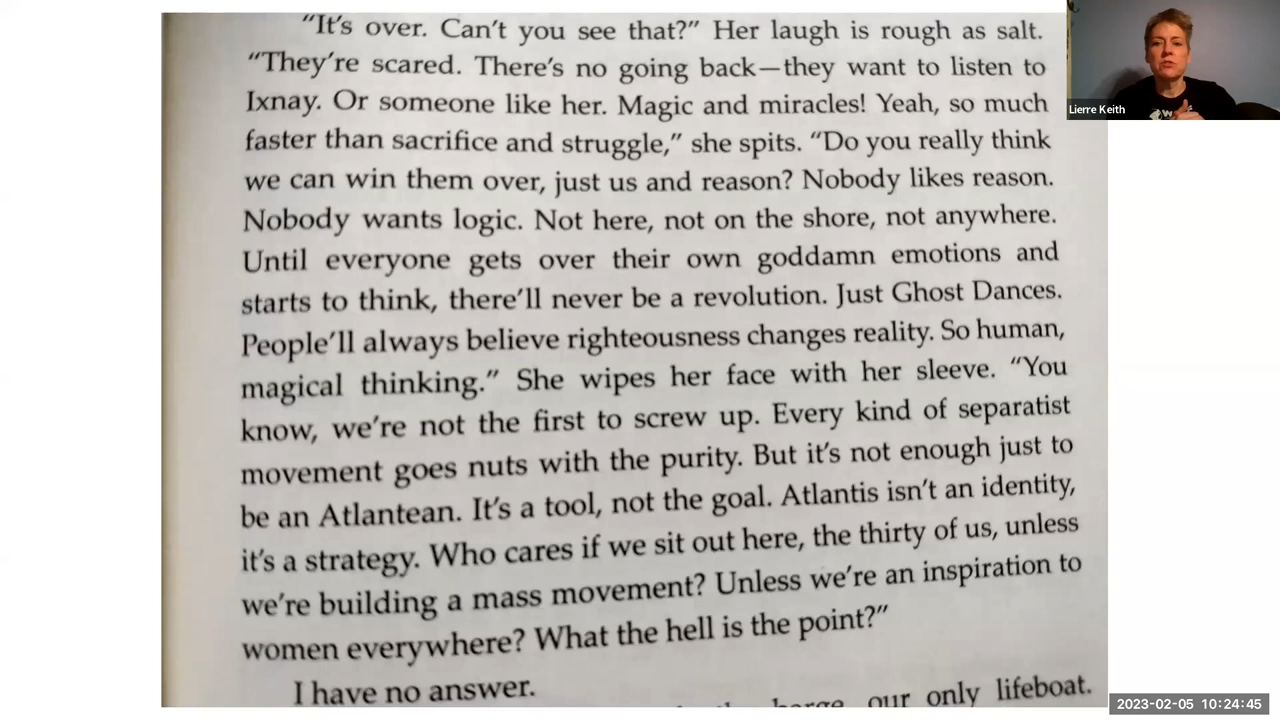 “It's over. Can't you see that?” Her laugh is rough as salt.
“They're scared. There's no going back—they want to listen to
Ixnay. Or someone like her. Magic and miracles! Yeah, so much
faster than sacrifice and struggle,” she spits. “Do you really think
we can win them over, just us and reason? Nobody likes reason.
Nobody wants logic. Not here, not on the shore, not anywhere.
Until everyone gets over their own goddamn emotions and
starts to think, there'll never be a revolution. Just Ghost Dances.
People'll always believe righteousness changes reality. So human,
magical thinking.” She wipes her face with her sleeve. “You
know, we're not the first to screw up. Every kind of separatist
movement goes nuts with the purity. But it's not enough just to
be an Atlantean. It's a tool, not the goal. Atlantis isn't an identity,
it's a strategy. Who cares if we sit out here, the thirty of us, unless
we're building a mass movement? Unless we're an inspiration to
women everywhere? What the hell is the point?”
I have no answer.
our only lifeboat.
Lierre Keith
2023-02-05 10:24:45